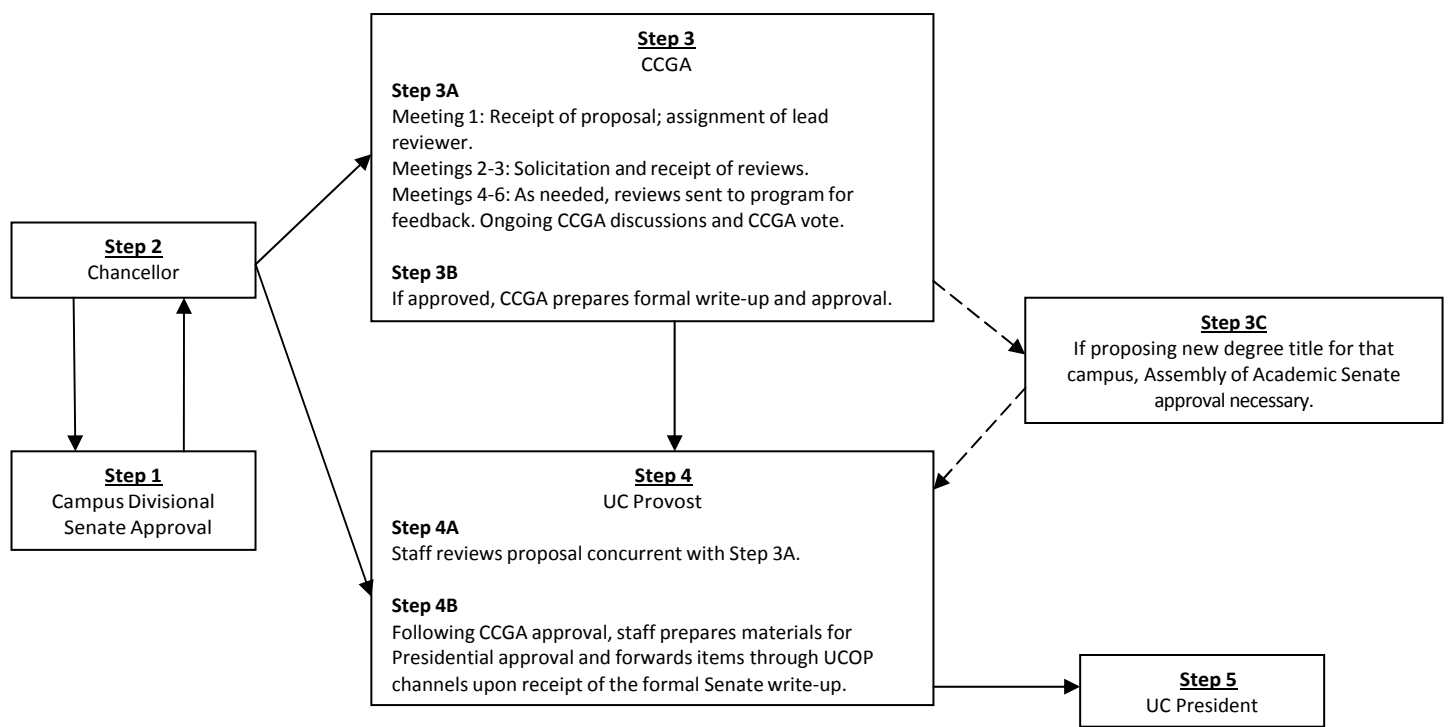 Step 3
CCGA
Step 3A
Meeting 1: Receipt of proposal; assignment of lead
reviewer.
Meetings 2-3: Solicitation and receipt of reviews.
Meetings 4-6: As needed, reviews sent to program for
feedback. Ongoing CCGA discussions and CCGA vote.
Step 3B
If approved, CCGA prepares formal write-up and approval.
Step 2
Chancellor
Step 3C
If proposing new degree title for that
campus, Assembly of Academic Senate
approval necessary.
Step 1
Campus Divisional
Senate Approval
Step 4
UC Provost
Step 4A
Staff reviews proposal concurrent with Step 3A.
Step 4B
Following CCGA approval, staff prepares materials for
Presidential approval and forwards items through UCOP
channels upon receipt of the formal Senate write-up.
Step 5
UC President